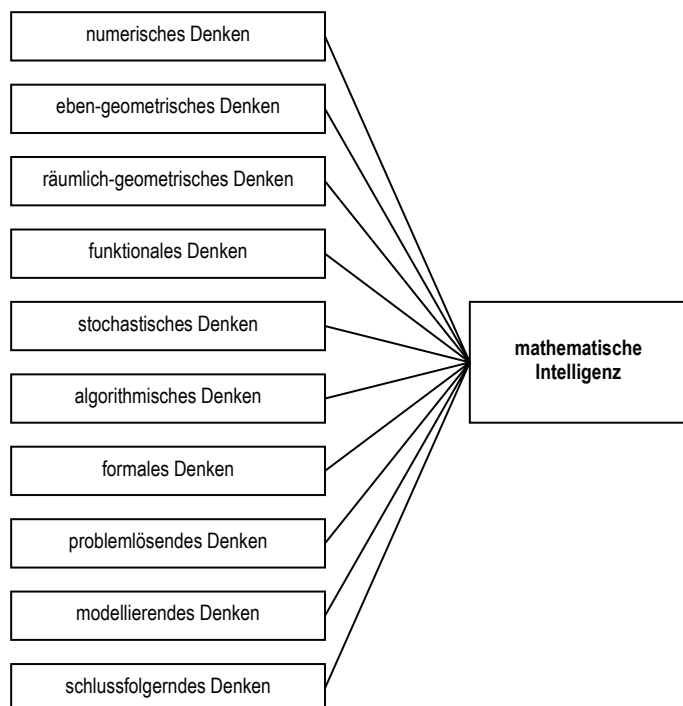 numerisches Denken
eben-geometrisches Denken
räumlich-geometrisches Denken
funktionales Denken
stochastisches Denken
algorithmisches Denken
formales Denken
problemlösendes Denken
modellierendes Denken
schlussfolgerndes Denken
mathematische
Intelligenz